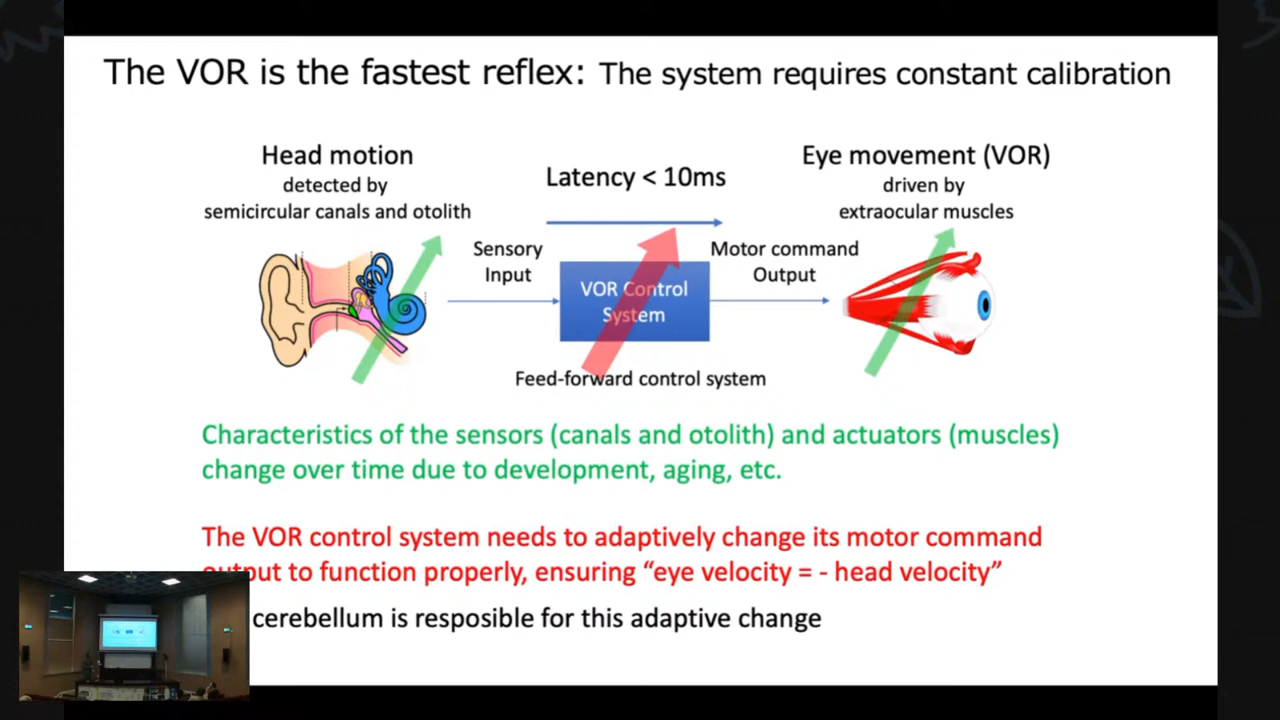 The VOR is the fastest reflex: The system requires constant calibration
Head motion
detected by
semicircular canals and otolith
Latency < 10ms
Eye movement (VOR)
driven by
extraocular muscles
Sensory
Input
VOR Control
System
Motor command
Output
Feed-forward control system
Characteristics of the sensors (canals and otolith) and actuators (muscles)
change over time due to development, aging, etc.
The VOR control system needs to adaptively change its motor command
output to function properly, ensuring “eye velocity = - head velocity”
cerebellum is resposible for this adaptive change